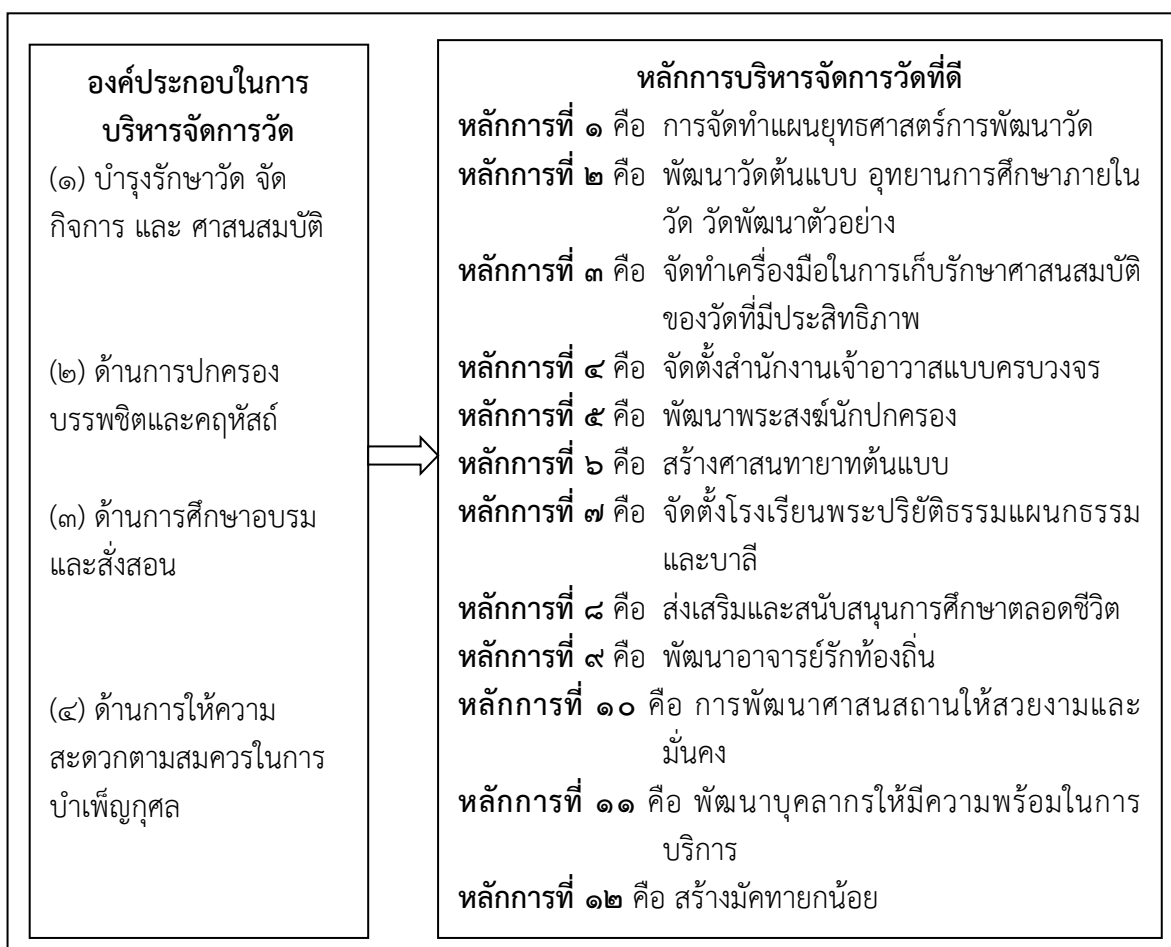 องค์ประกอบในการ
บริหารจัดการวัด
(๑) บำรุงรักษาวัด จัด
กิจการ และ ศาสนสมบัติ
(๒) ด้านการปกครอง
บรรพชิตและคฤหัสถ์
(๓) ด้านการศึกษาอบรม
และสั่งสอน
(๔) ด้านการให้ความ
สะดวกตามสมควรในการ
บำเพ็ญกุศล
หลักการบริหารจัดการวัดที่ดี
หลักการที่ ๑ คือ การจัดทำแผนยุทธศาสตร์การพัฒนาวัด
หลักการที่ ๒ คือ พัฒนาวัดต้นแบบ อุทยานการศึกษาภายใน
วัด วัดพัฒนาตัวอย่าง
หลักการที่ ๓ คือ จัดทำเครื่องมือในการเก็บรักษาศาสนสมบัติ
ของวัดที่มีประสิทธิภาพ
หลักการที่ ๔ คือ จัดตั้งสำนักงานเจ้าอาวาสแบบครบวงจร
หลักการที่ ๕ คือ พัฒนาพระสงฆ์นักปกครอง
หลักการที่ ๖ คือ สร้างศาสนทายาทต้นแบบ
หลักการที่ ๗ คือ จัดตั้งโรงเรียนพระปริยัติธรรมแผนกธรรม
และบาลี
หลักการที่ ๘ คือ ส่งเสริมและสนับสนุนการศึกษาตลอดชีวิต
หลักการที่ ๙ คือ พัฒนาอาจารย์รักท้องถิ่น
หลักการที่ ๑๐ คือ การพัฒนาศาสนสถานให้สวยงามและ
มั่นคง
หลักการที่ ๑๑ คือ พัฒนาบุคลากรให้มีความพร้อมในการ
บริการ
หลักการที่ ๑๒ คือ สร้างมัคทายกน้อย